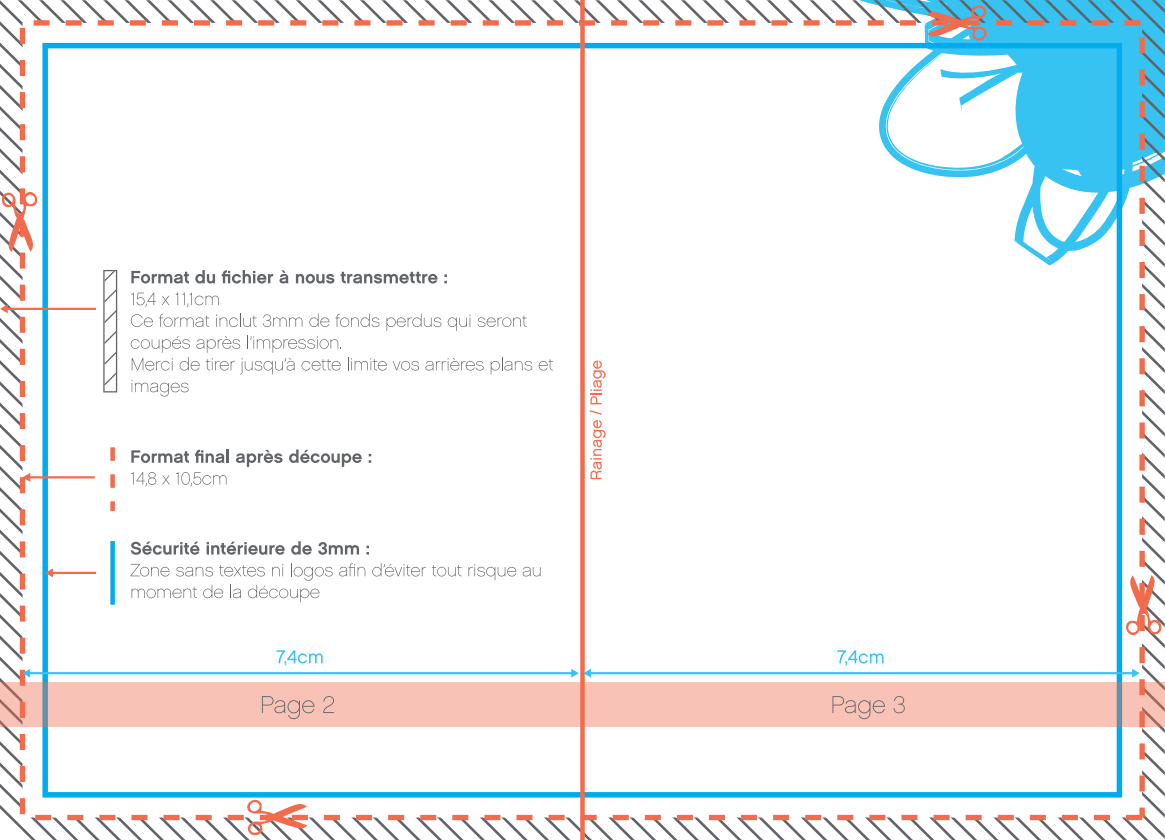 Format du fichier à nous transmettre :
15,4 x 11,1cm
Ce format inclut 3mm de fonds perdus qui seront
coupés après l'impression.
Merci de tirer jusqu'à cette limite vos arrières plans et
images
Rainage / Pliage
Format final après découpe :
14,8 x 10,5cm
Sécurité intérieure de 3mm :
Zone sans textes ni logos afin d'éviter tout risque au
moment de la découpe
7,4cm
7,4cm
Page 2
Page 3